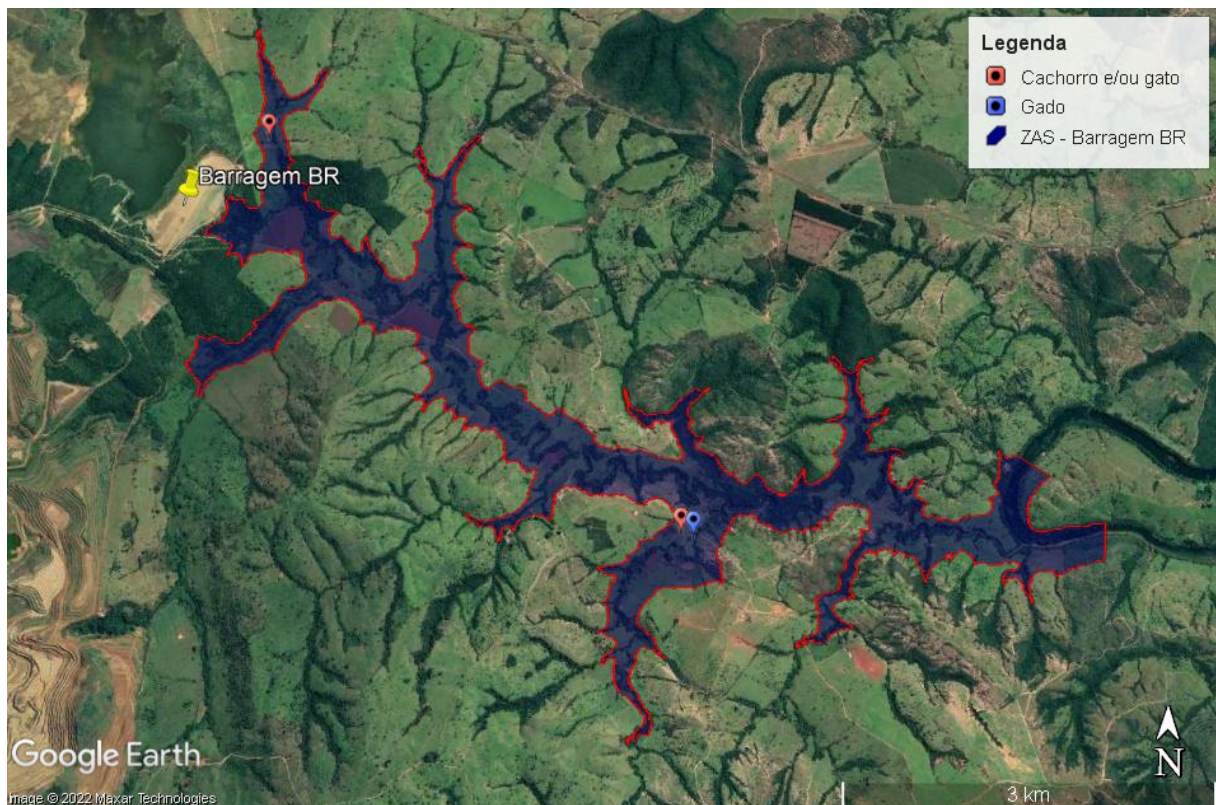 Legenda
Cachorro e/ou gato
Gado
ZAS - Barragem BR
Barragem BR
Google Earth
N
Image © 2022 Maxar Technologies
3 km